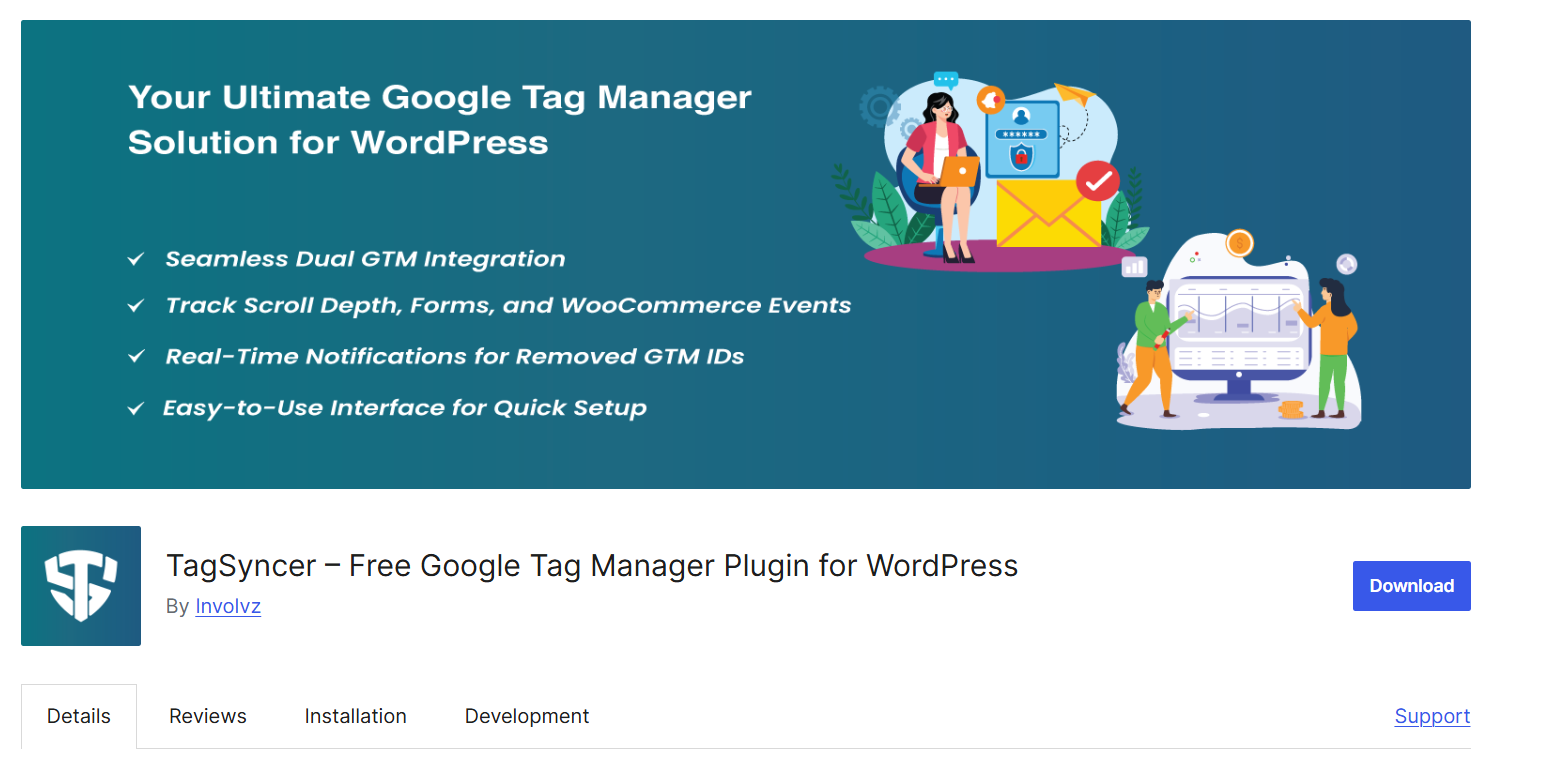 Your Ultimate Google Tag Manager
Solution for WordPress
Seamless Dual GTM Integration
Track Scroll Depth, Forms, and WooCommerce Events
Real-Time Notifications for Removed GTM IDs
Easy-to-Use Interface for Quick Setup
******
$
TagSyncer – Free Google Tag Manager Plugin for WordPress
By Involvz
Download
Details
Reviews
Installation
Development
Support